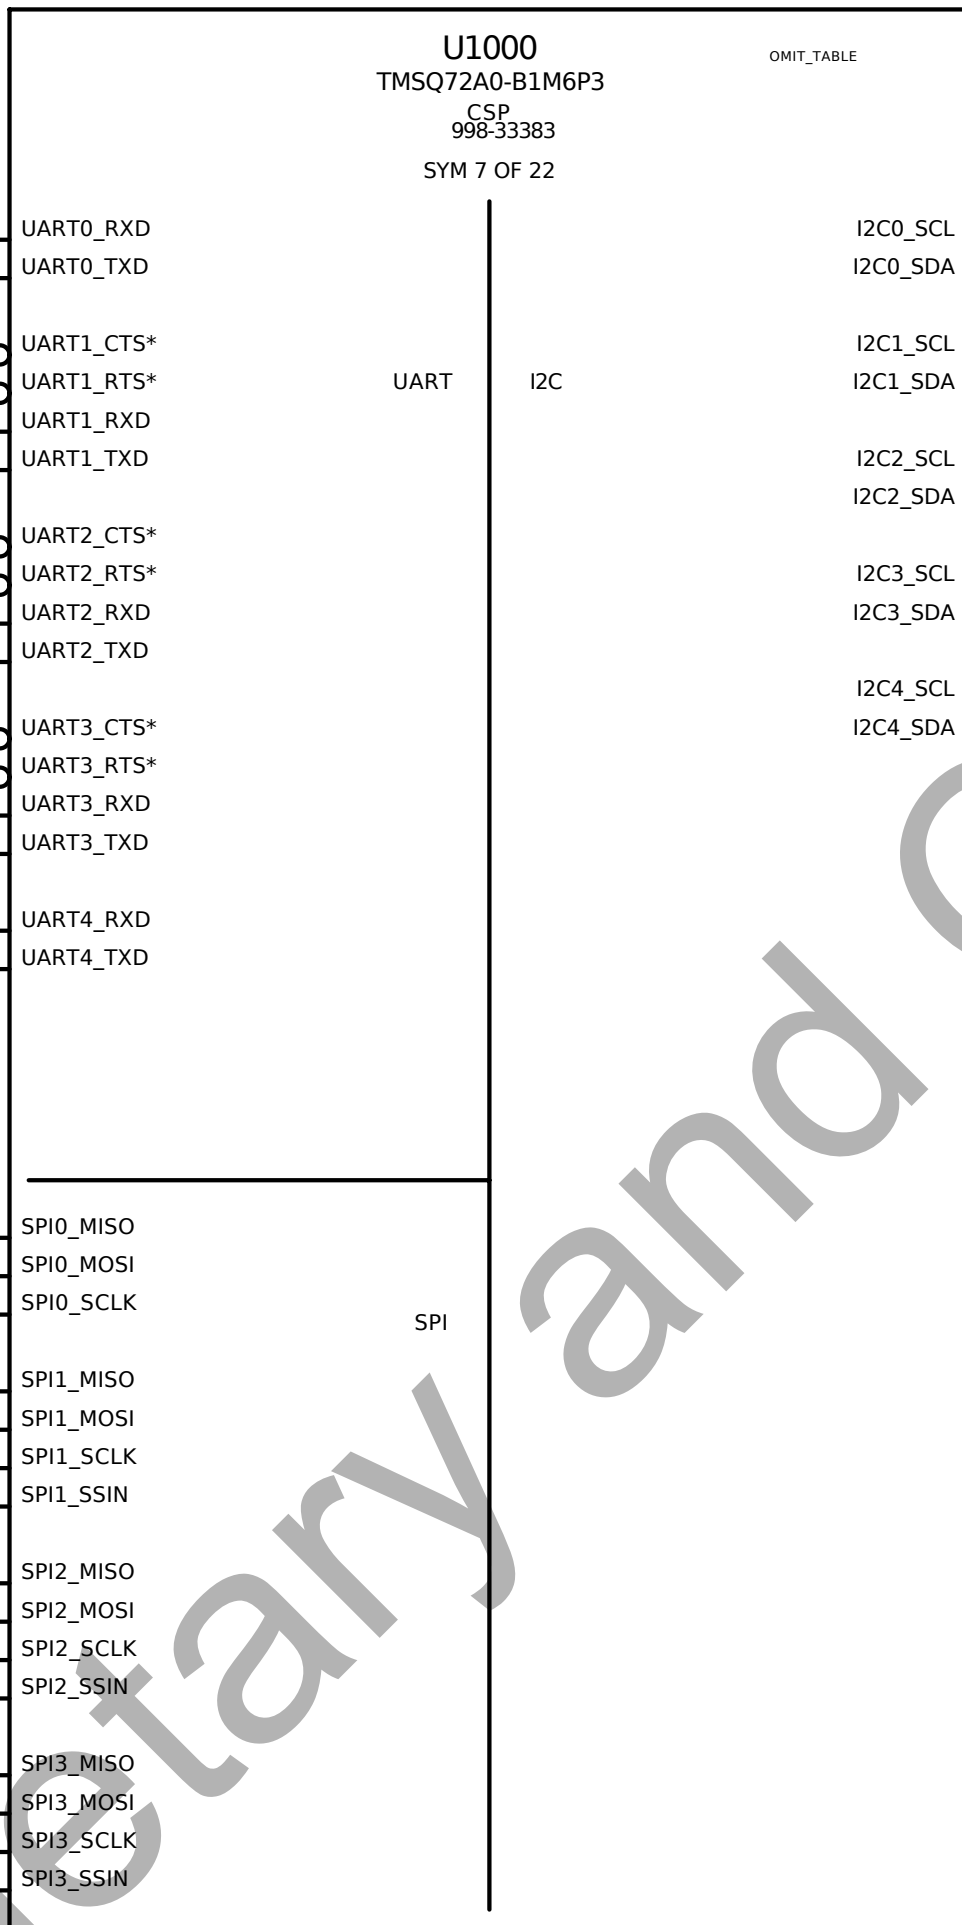 U1000
OMIT_TABLE
TMSQ72A0-B1M6P3
CSP
998-33383
SYM 7 OF 22
UART0_RXD
UART0_TXD
UART1_CTS*
UART1_RTS*
UART1_RXD
UART1_TXD
UART2_CTS*
UART2_RTS*
UART2_RXD
UART2_TXD
UART3_CTS*
UART3_RTS*
UART3_RXD
UART3_TXD
UART4_RXD
UART4_TXD
UART
I2C
I2C0_SCL
I2C0_SDA
I2C1_SCL
I2C1_SDA
I2C2_SCL
I2C2_SDA
I2C3_SCL
I2C3_SDA
I2C4_SCL
I2C4_SDA
SPI0_MISO
SPI0_MOSI
SPI0_SCLK
SPI1_MISO
SPI1_MOSI
SPI1_SCLK
SPI1_SSIN
SPI2_MISO
SPI2_MOSI
SPI2_SCLK
SPI2_SSIN
SPI3_MISO
SPI3_MOSI
SPI3_SCLK
SPI3_SSIN
SPI
etary and